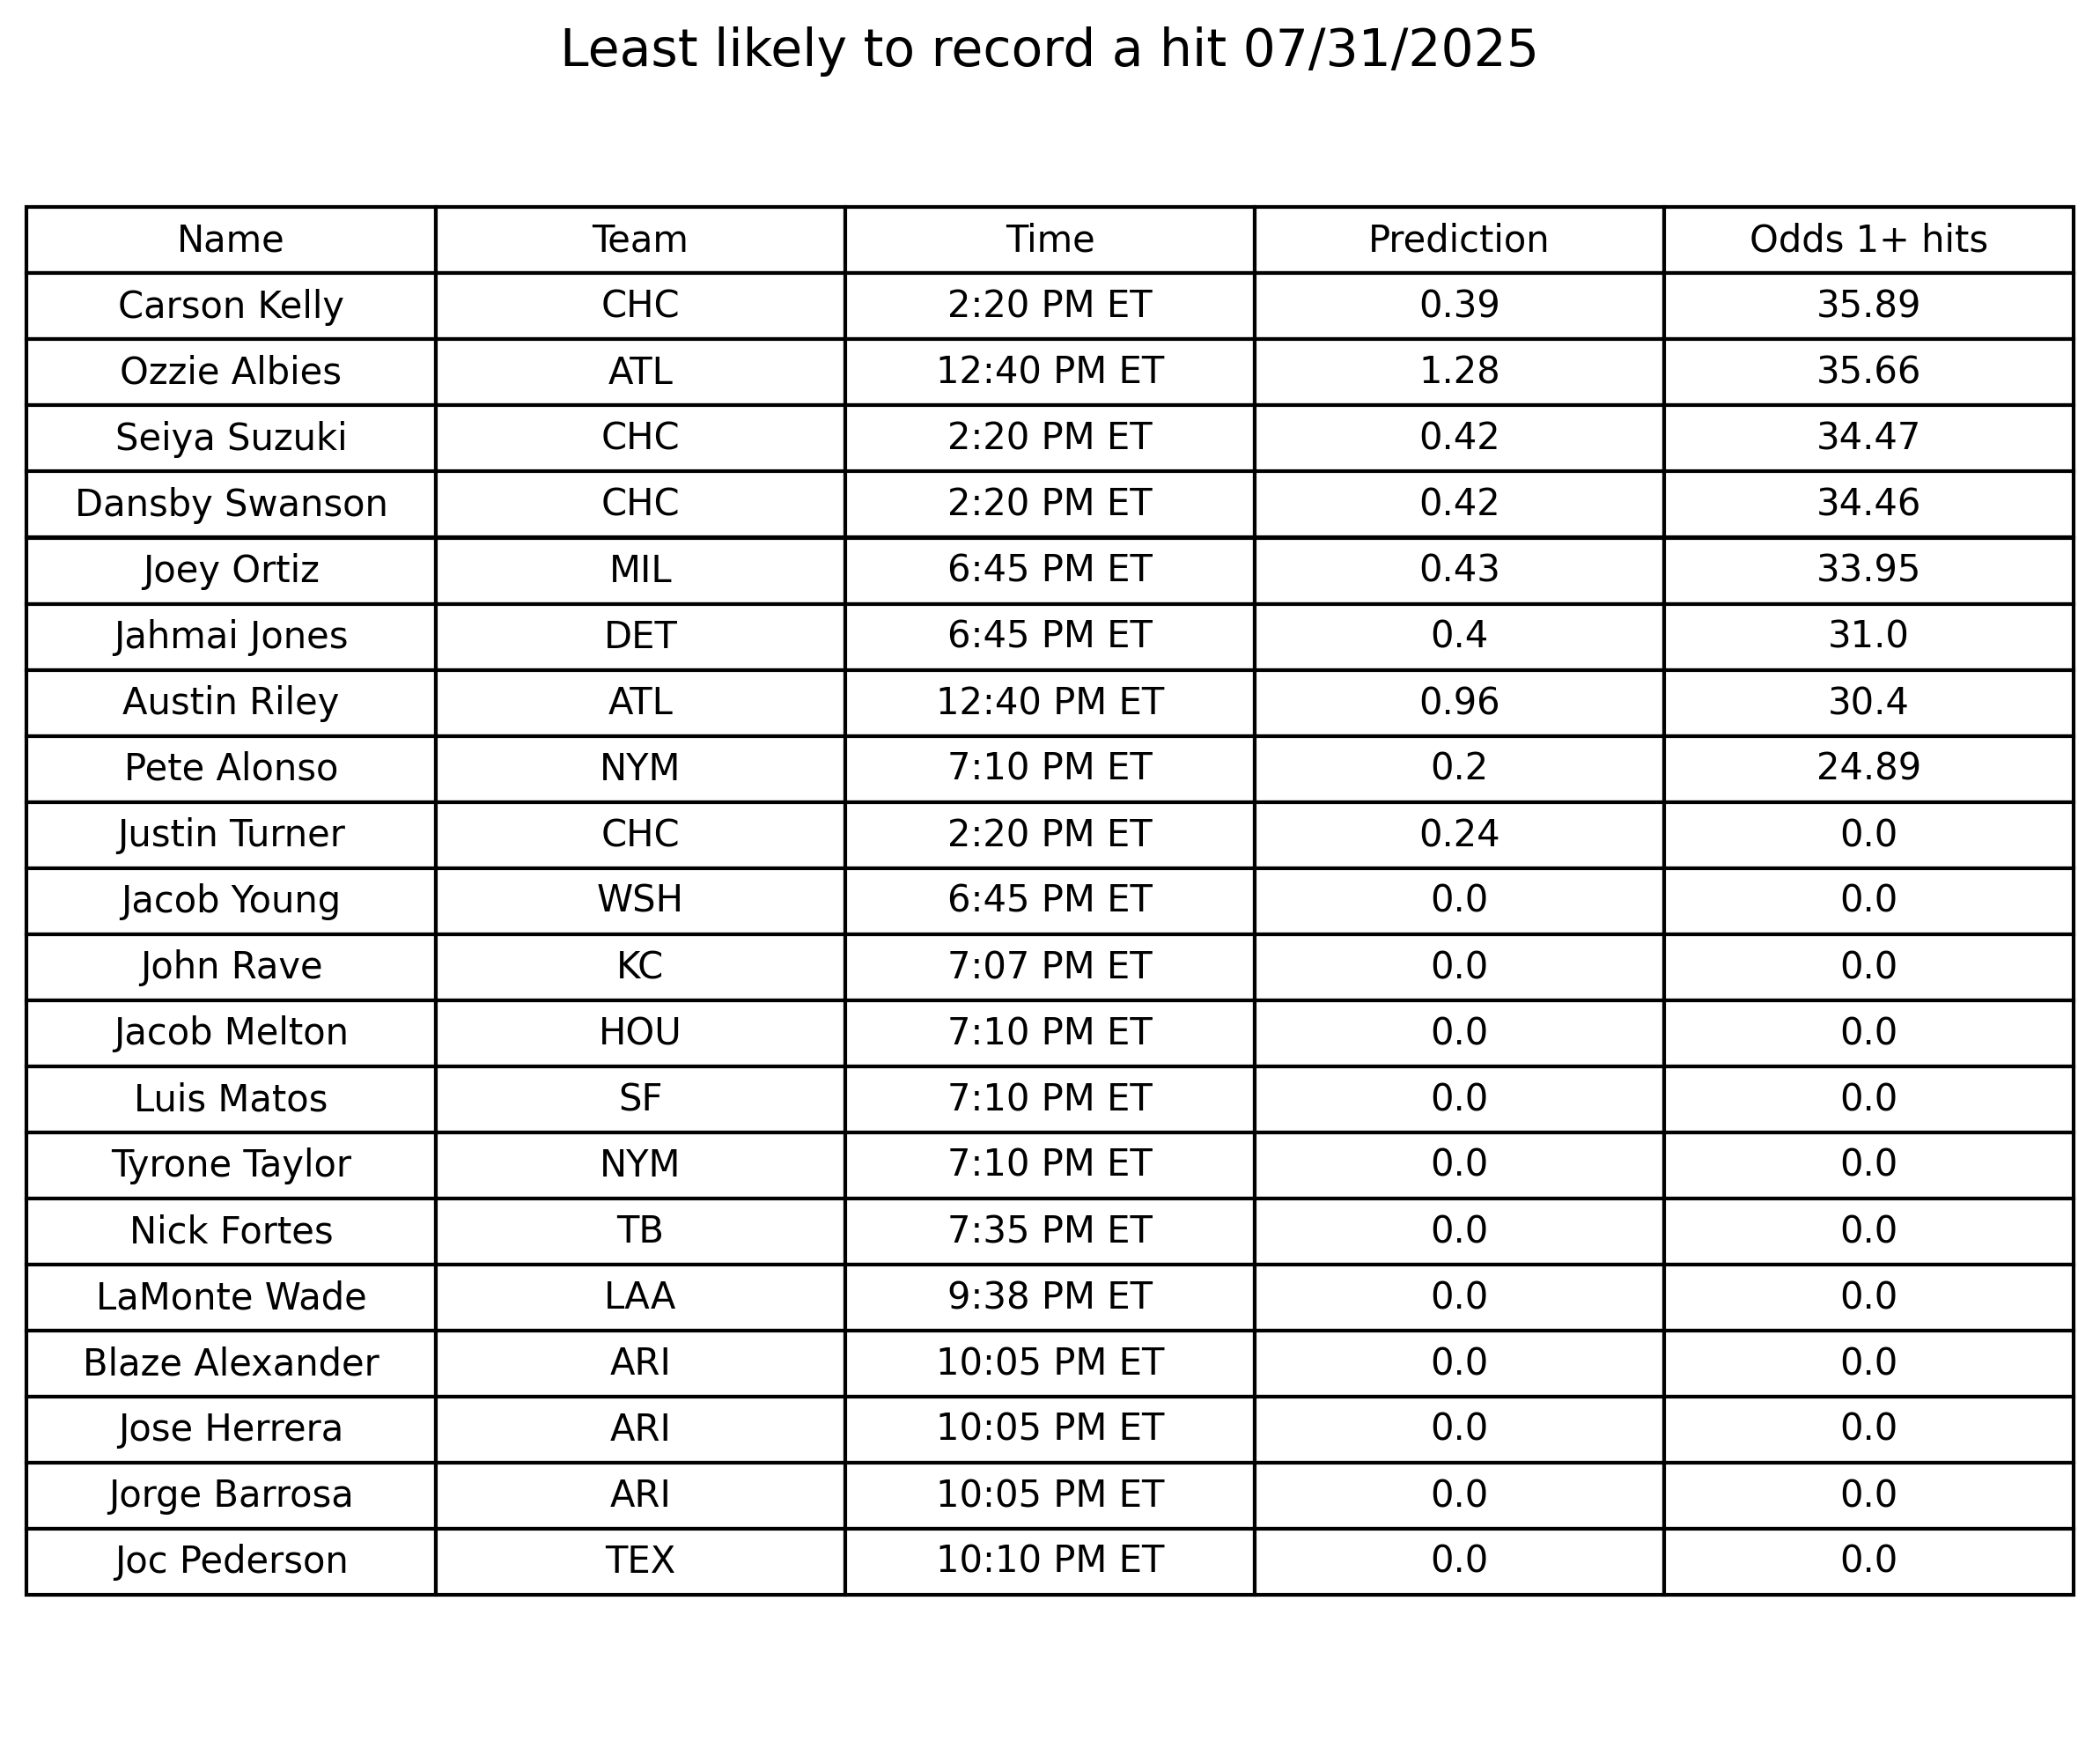 Least likely to record a hit 07/31/2025
Name Team Time Prediction Odds 1+ hits
Carson Kelly CHC 2:20 PM ET 0.39 35.89
Ozzie Albies ATL 12:40 PM ET 1.28 35.66
Seiya Suzuki CHC 2:20 PM ET 0.42 34.47
Dansby Swanson CHC 2:20 PM ET 0.42 34.46
Joey Ortiz MIL 6:45 PM ET 0.43 33.95
Jahmai Jones DET 6:45 PM ET 0.4 31.0
Austin Riley ATL 12:40 PM ET 0.96 30.4
Pete Alonso NYM 7:10 PM ET 0.2 24.89
Justin Turner CHC 2:20 PM ET 0.24 0.0
Jacob Young WSH 6:45 PM ET 0.0 0.0
John Rave KC 7:07 PM ET 0.0 0.0
Jacob Melton HOU 7:10 PM ET 0.0 0.0
Luis Matos SF 7:10 PM ET 0.0 0.0
Tyrone Taylor NYM 7:10 PM ET 0.0 0.0
Nick Fortes TB 7:35 PM ET 0.0 0.0
LaMonte Wade LAA 9:38 PM ET 0.0 0.0
Blaze Alexander ARI 10:05 PM ET 0.0 0.0
Jose Herrera ARI 10:05 PM ET 0.0 0.0
Jorge Barrosa ARI 10:05 PM ET 0.0 0.0
Joc Pederson TEX 10:10 PM ET 0.0 0.0